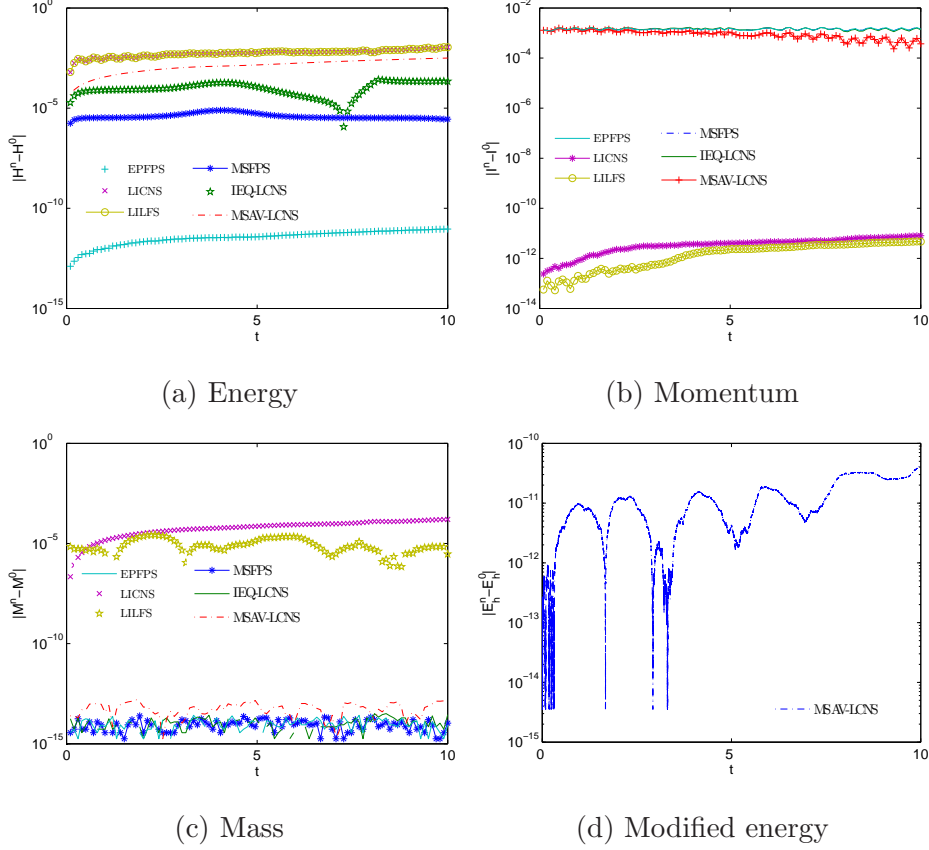 10^0
10^-5
10^-10
10^-15
|H^n−H^0|
EPFPS
LICNS
LILFS
MSFPS
IEQ-LCNS
MSAV-LCNS
0
5
10
t
(a) Energy
10^-2
10^-4
10^-6
10^-8
10^-10
10^-12
10^-14
|I^n−I^0|
EPFPS
LICNS
LILFS
MSFPS
IEQ-LCNS
MSAV-LCNS
0
5
10
t
(b) Momentum
10^0
10^-5
10^-10
10^-15
|M^n−M^0|
EPFPS
LICNS
LILFS
MSFPS
IEQ-LCNS
MSAV-LCNS
0
5
10
t
(c) Mass
10^-10
10^-11
10^-12
10^-13
10^-14
10^-15
|E_h^n−E_h^0|
MSAV-LCNS
0
5
10
t
(d) Modified energy